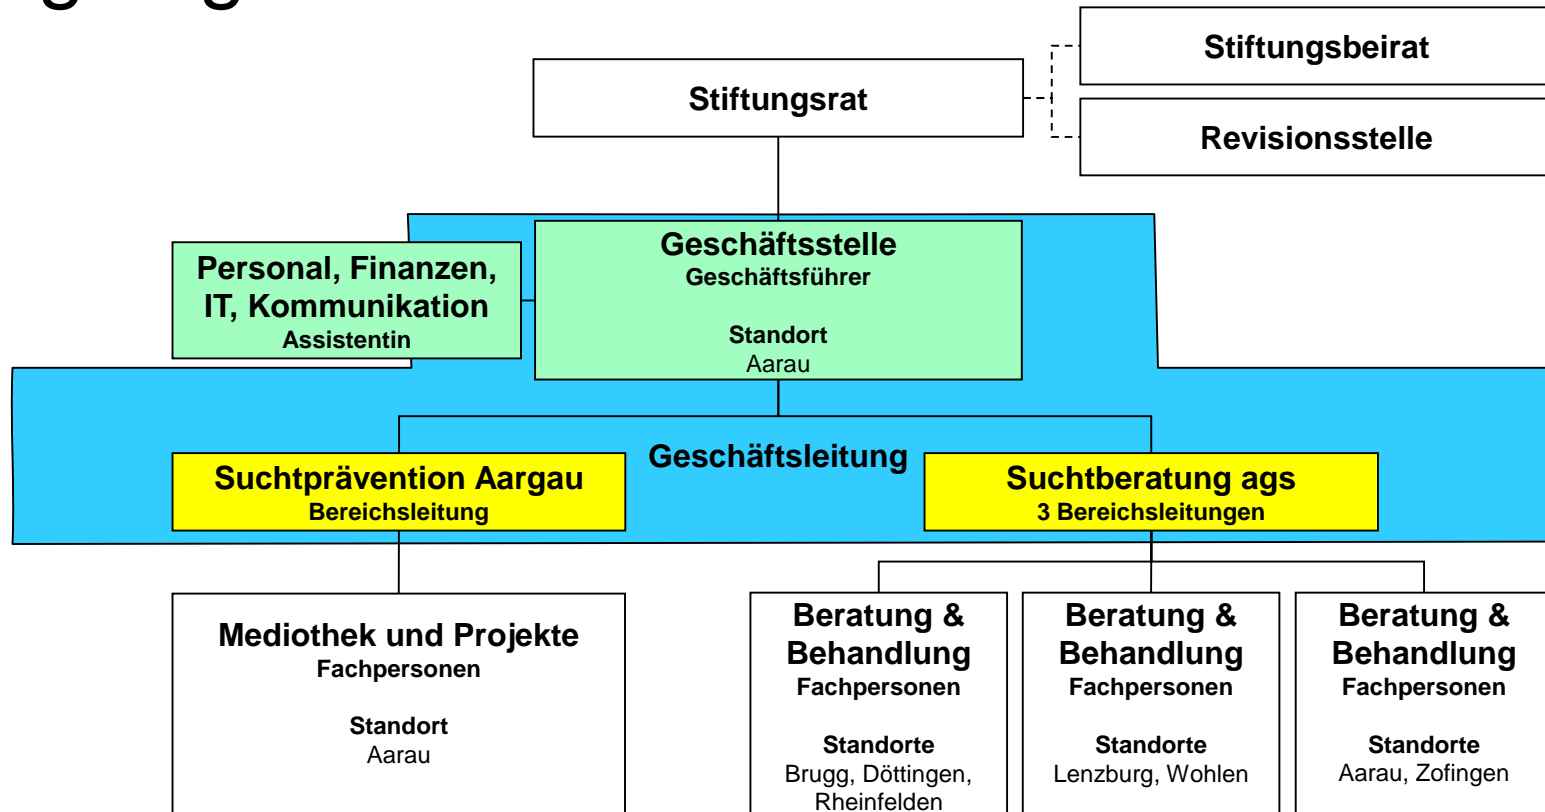 Stiftungsbeirat
Stiftungsrat
Revisionsstelle
Geschäftsstelle
Geschäftsführer
Standort
Aarau
Personal, Finanzen,
IT, Kommunikation
Assistentin
Geschäftsleitung
Suchtprävention Aargau
Bereichsleitung
Suchtberatung ags
3 Bereichsleitungen
Mediothek und Projekte
Fachpersonen
Standort
Aarau
Beratung &
Behandlung
Fachpersonen
Standorte
Brugg, Döttingen,
Rheinfelden
Beratung &
Behandlung
Fachpersonen
Standorte
Lenzburg, Wohlen
Beratung &
Behandlung
Fachpersonen
Standorte
Aarau, Zofingen